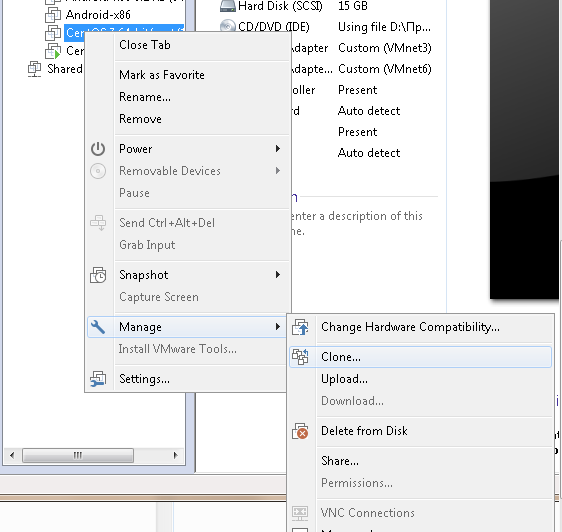 Hard Disk (SCSI) 15 GB
Android-x86
CD/DVD (IDE) Using file D:\Пр...
Close Tab
Adapter Custom (VMnet3)
Cen
Shared
Adapte... Custom (VMnet6)
Mark as Favorite
Present
Rename...
Auto detect
Remove
Present
Power
Auto detect
Removable Devices
Pause
enter a description of this
Send Ctrl+Alt+Del
Grab Input
Snapshot
Capture Screen
Manage
Change Hardware Compatibility...
Install VMware Tools...
Clone...
Settings...
Upload...
Download...
Delete from Disk
Share...
Permissions...
VNC Connections